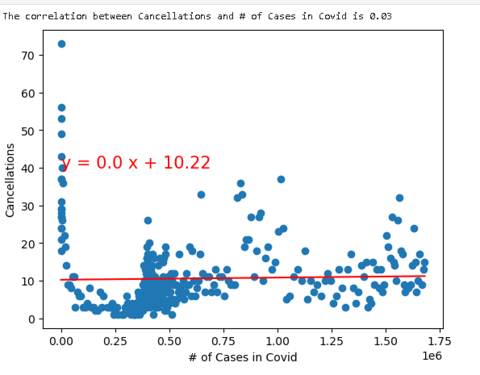 The correlation between Cancellations and # of Cases in Covid is 0.03
70
60
50
40
30
20
10
0
Cancellations
y = 0.0 x + 10.22
0.00 0.25 0.50 0.75 1.00 1.25 1.50 1.75
1e6
# of Cases in Covid